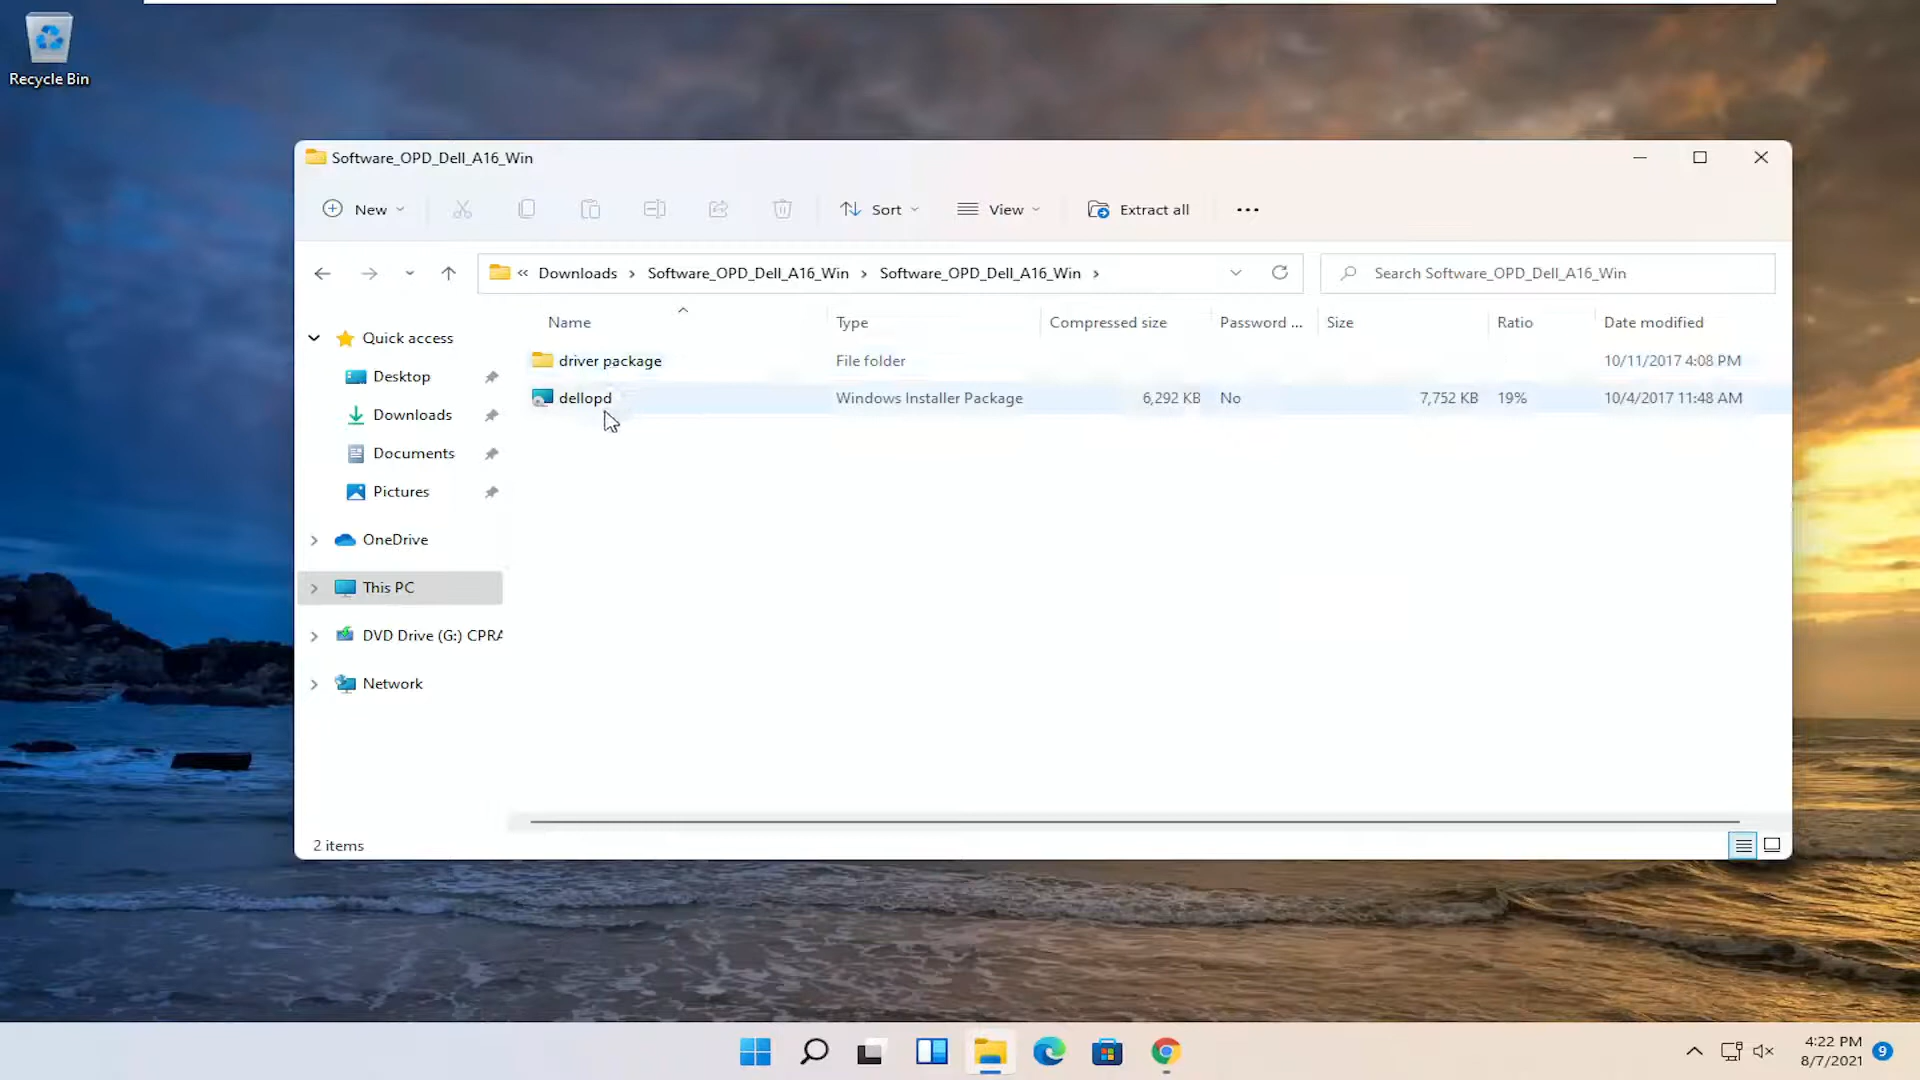 Recycle Bin
Software_OPD_Dell_A16_Win
New
Sort
View
Extract all
« Downloads › Software_OPD_Dell_A16_Win › Software_OPD_Dell_A16_Win ›
Search Software_OPD_Dell_A16_Win
Name Type Compressed size Password ... Size Ratio Date modified
driver package File folder 10/11/2017 4:08 PM
dellopd Windows Installer Package 6,292 KB No 7,752 KB 19% 10/4/2017 11:48 AM
Quick access
Desktop
Downloads
Documents
Pictures
OneDrive
This PC
DVD Drive (G:) CPRA
Network
2 items
4:22 PM
8/7/2021
9